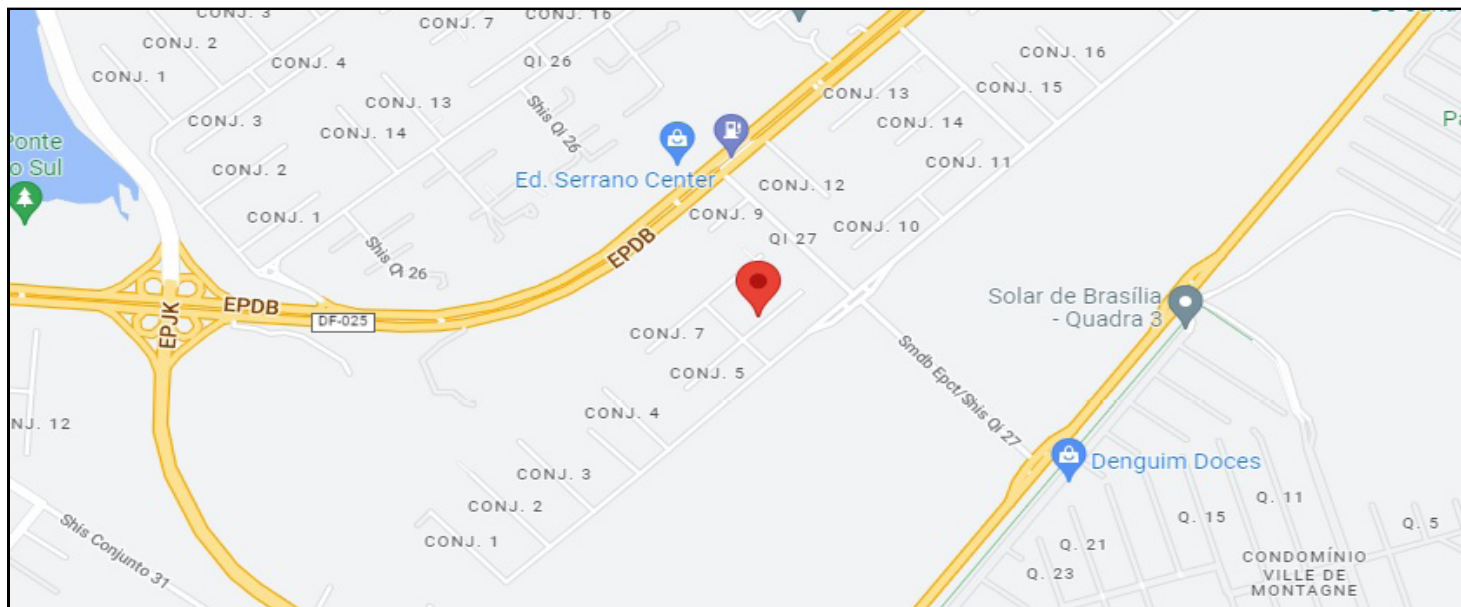 CONJ. 3
CONJ. 7
CONJ. 16
CONJ. 2
CONJ. 1
CONJ. 4
QI 26
CONJ. 16
CONJ. 15
CONJ. 13
CONJ. 13
CONJ. 3
CONJ. 14
Shis Qi 26
CONJ. 14
Ponte
o Sul
CONJ. 2
Ed. Serrano Center
CONJ. 12
CONJ. 11
CONJ. 1
CONJ. 9
CONJ. 10
QI 27
Shis Qi 26
EPDB
EPDB
EPJK
DF-025
Solar de Brasília
- Quadra 3
CONJ. 7
CONJ. 5
Smdb Epct/Shis Qi 27
CONJ. 4
NJ. 12
Denguim Doces
CONJ. 3
CONJ. 2
CONJ. 1
Shis Conjunto 31
Q. 11
Q. 15
Q. 5
Q. 21
Q. 23
CONDOMÍNIO
VILLE DE
MONTAGNE
Pa